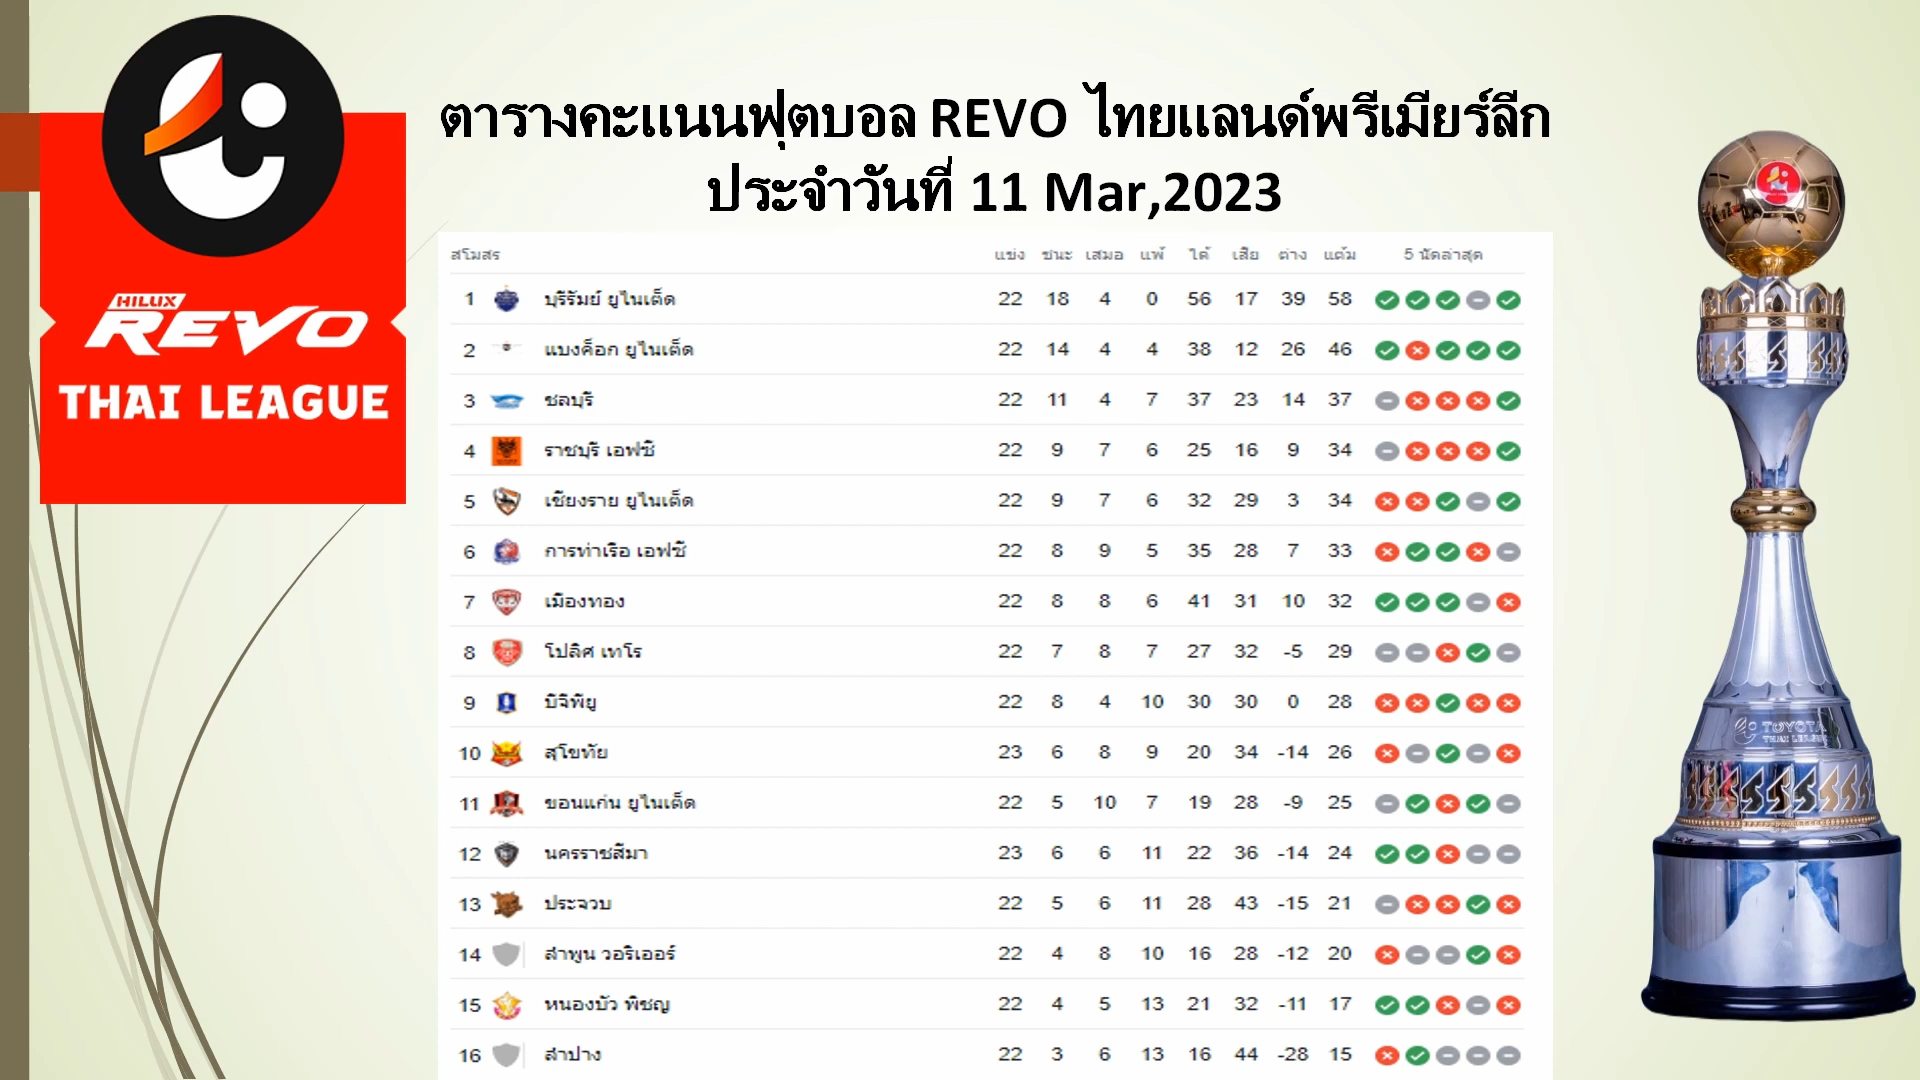 ตารางคะแนนฟุตบอล REVO ไทยแลนด์พรีเมียร์ลีก
ประจำวันที่ 11 Mar,2023
HILUX
REVO
THAI LEAGUE
สโมสร แข่ง ชนะ เสมอ แพ้ ได้ เสีย ต่าง แต้ม 5 นัดล่าสุด
1 บุรีรัมย์ ยูไนเต็ด 22 18 4 0 56 17 39 58
2 แบงค็อก ยูไนเต็ด 22 14 4 4 38 12 26 46
3 ชลบุรี 22 11 4 7 37 23 14 37
4 ราชบุรี เอฟซี 22 9 7 6 25 16 9 34
5 เชียงราย ยูไนเต็ด 22 9 7 6 32 29 3 34
6 การท่าเรือ เอฟซี 22 8 9 5 35 28 7 33
7 เมืองทอง 22 8 8 6 41 31 10 32
8 โปลิศ เทโร 22 7 8 7 27 32 -5 29
9 บีจีพียู 22 8 4 10 30 30 0 28
10 สุโขทัย 23 6 8 9 20 34 -14 26
11 ขอนแก่น ยูไนเต็ด 22 5 10 7 19 28 -9 25
12 นครราชสีมา 23 6 6 11 22 36 -14 24
13 ประจวบ 22 5 6 11 28 43 -15 21
14 ลำพูน วอริเออร์ 22 4 8 10 16 28 -12 20
15 หนองบัว พิชญ 22 4 5 13 21 32 -11 17
16 ลำปาง 22 3 6 13 16 44 -28 15
TOYOTA
THAI LEAGUE